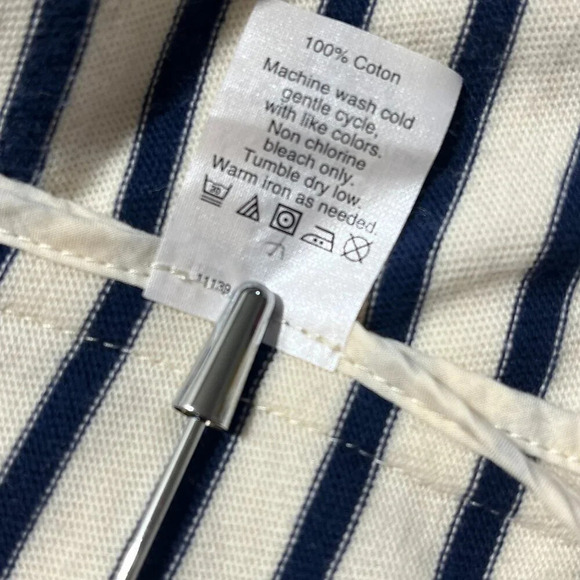 100% Coton
Machine wash cold
gentle cycle,
with like colors.
Non chlorine
bleach only.
Tumble dry low.
Warm iron as needed.
30